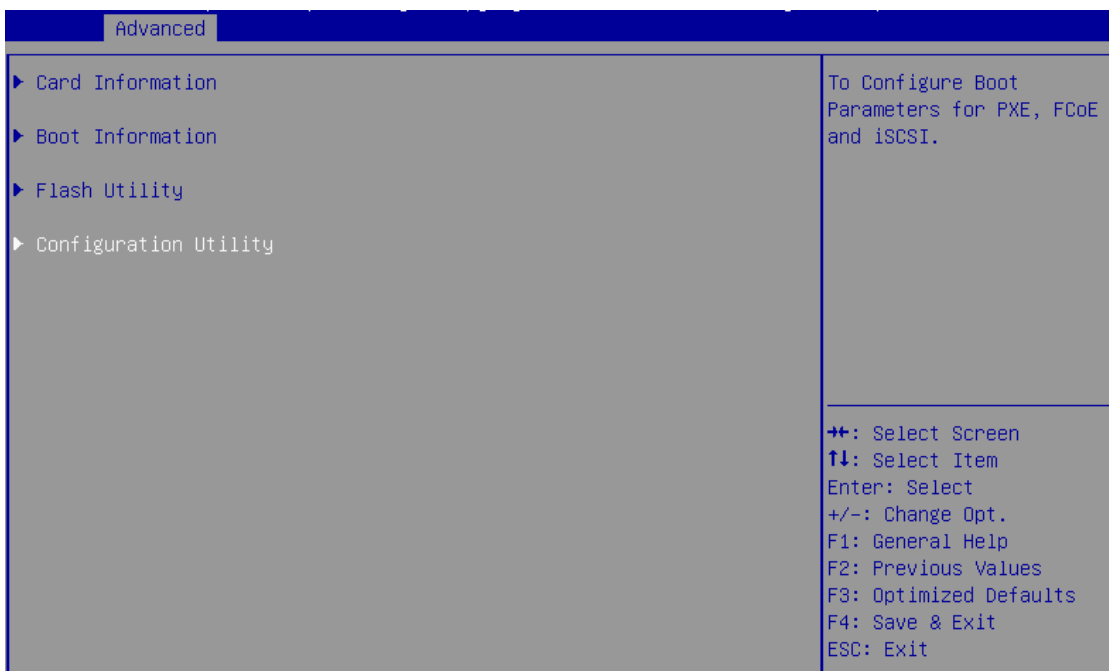 Advanced
Card Information
Boot Information
Flash Utility
Configuration Utility
To Configure Boot
Parameters for PXE, FCoE
and iSCSI.
→←: Select Screen
↑↓: Select Item
Enter: Select
+/-: Change Opt.
F1: General Help
F2: Previous Values
F3: Optimized Defaults
F4: Save & Exit
ESC: Exit